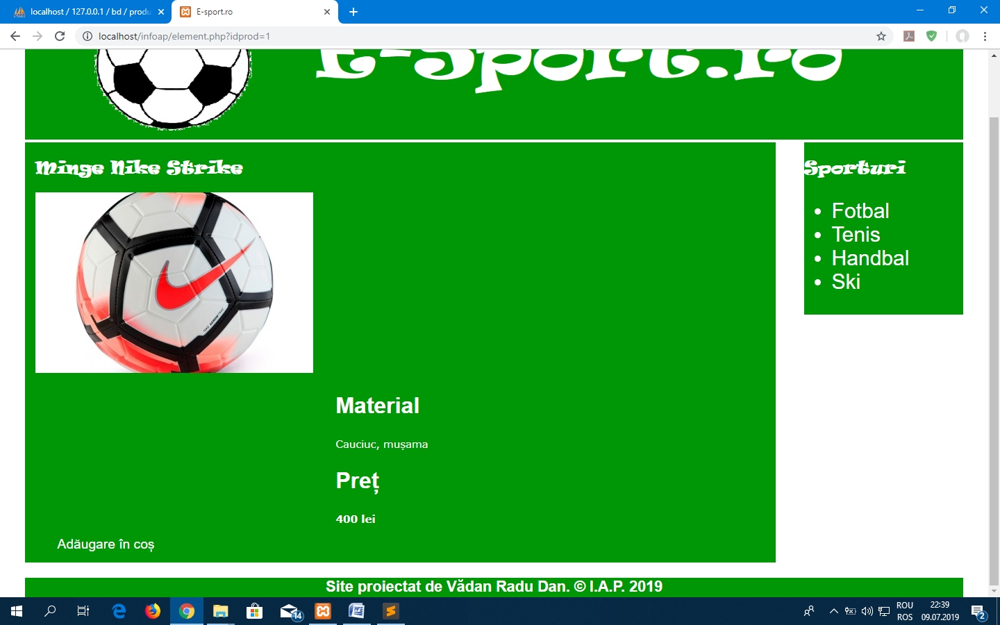 localhost / 127.0.0.1 / bd / produ
E-sport.ro
localhost/infoap/element.php?idprod=1
E-Sport.ro
Minge Nike Strike
Sporturi
Fotbal
Tenis
Handbal
Ski
Material
Cauciuc, mușama
Preț
400 lei
Adăugare în coș
Site proiectat de Vădan Radu Dan. © I.A.P. 2019
14
ROU
ROS
22:39
09.07.2019
2